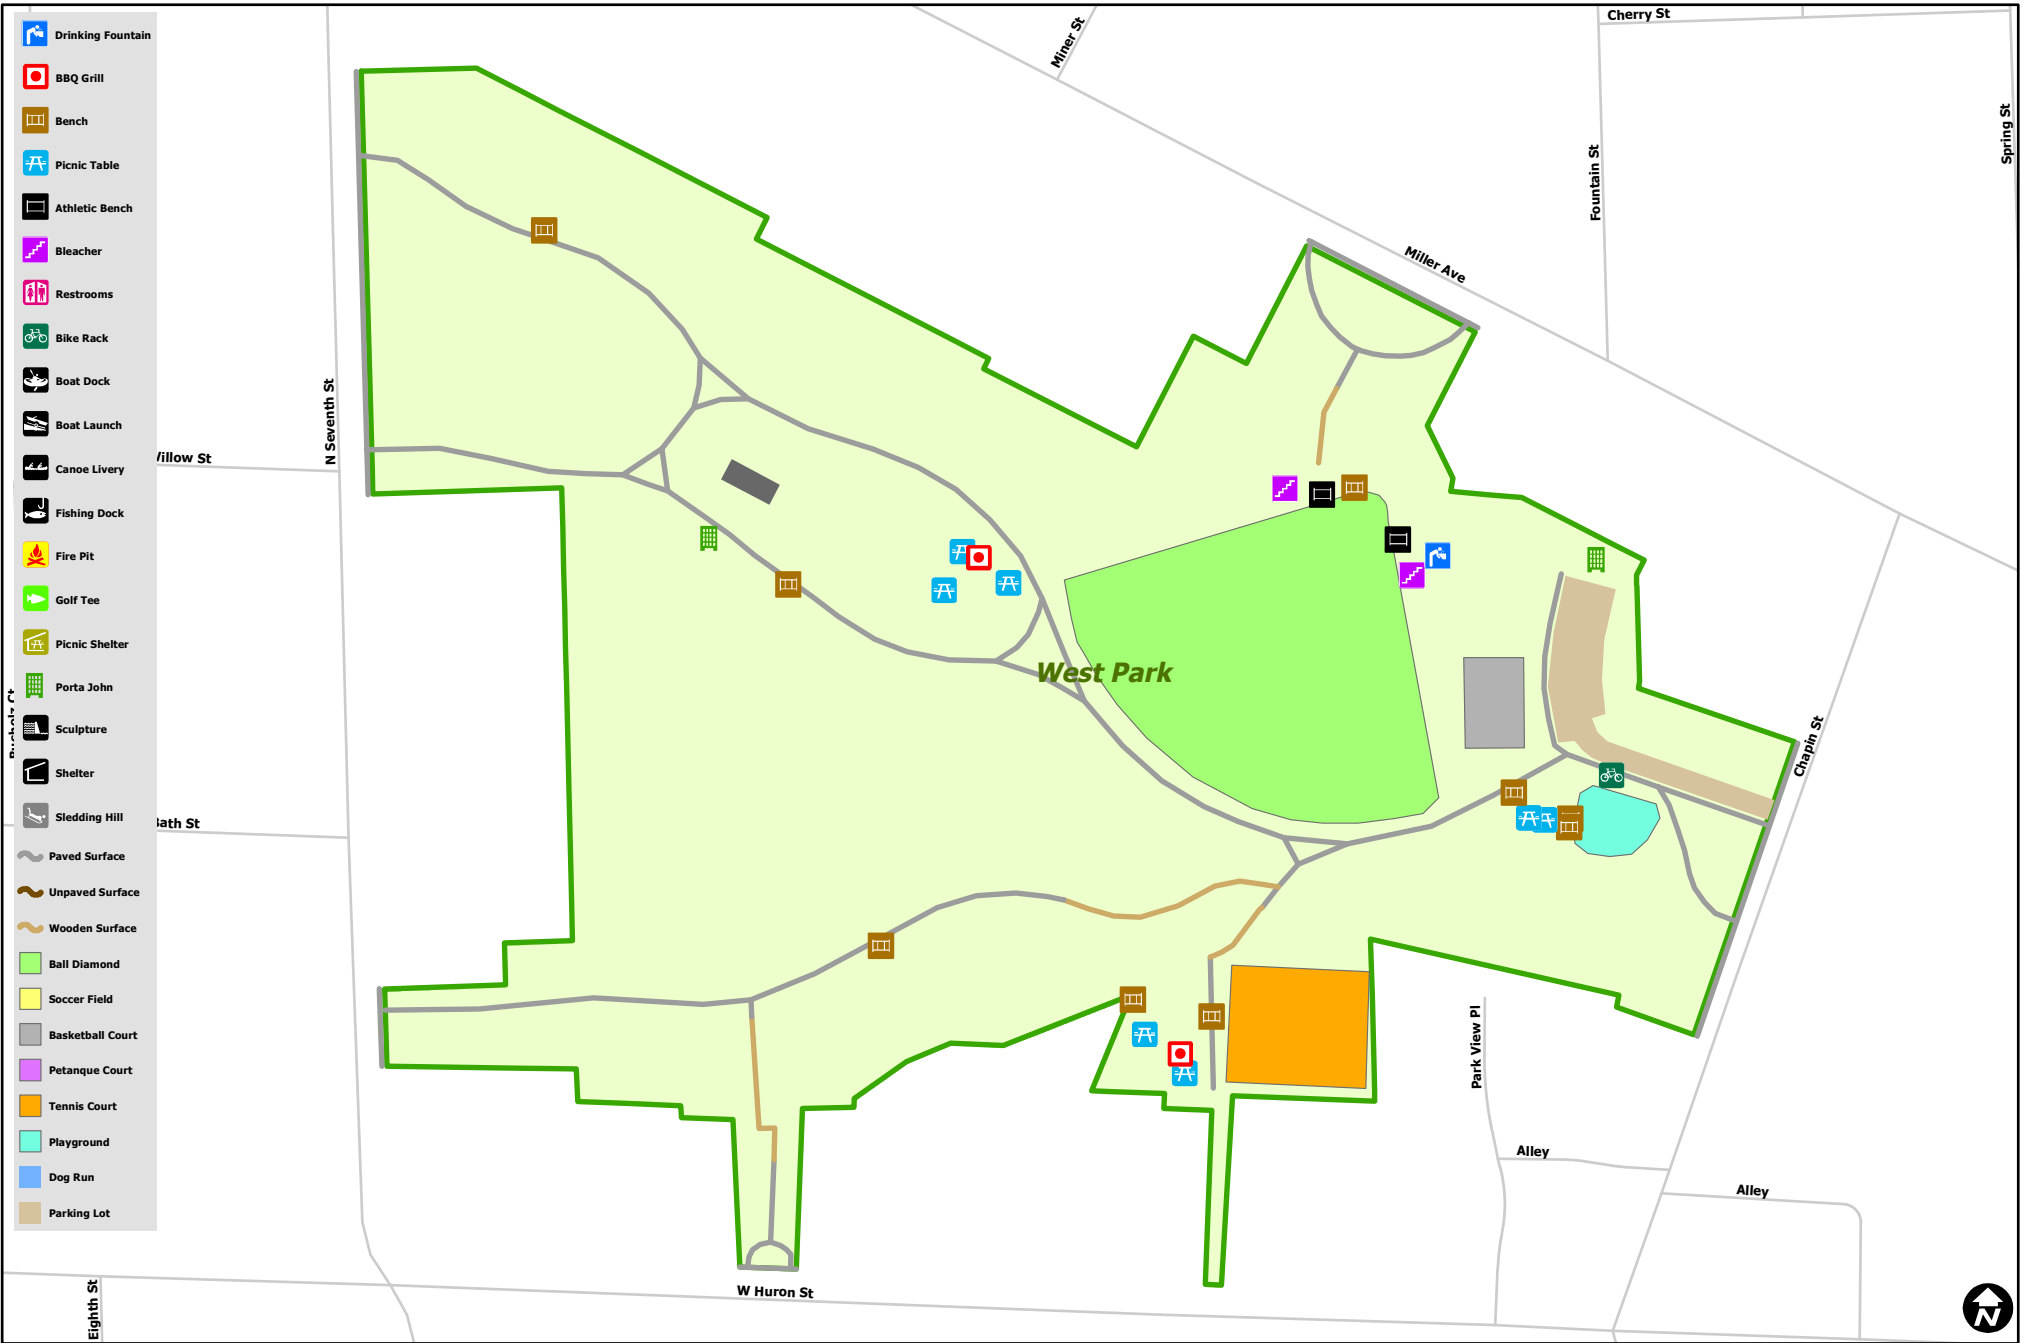 Drinking Fountain
BBQ Grill
Bench
Picnic Table
Athletic Bench
Bleacher
Restrooms
Bike Rack
Boat Dock
Boat Launch
Canoe Livery
Fishing Dock
Fire Pit
Golf Tee
Picnic Shelter
Porta John
Sculpture
Shelter
Sledding Hill
Paved Surface
Unpaved Surface
Wooden Surface
Ball Diamond
Soccer Field
Basketball Court
Petanque Court
Tennis Court
Playground
Dog Run
Parking Lot
Miner St
Cherry St
Spring St
Fountain St
Miller Ave
N Seventh St
St
West Park
Chapin St
Bath St
Park View Pl
Alley
Alley
W Huron St
Eighth St
N